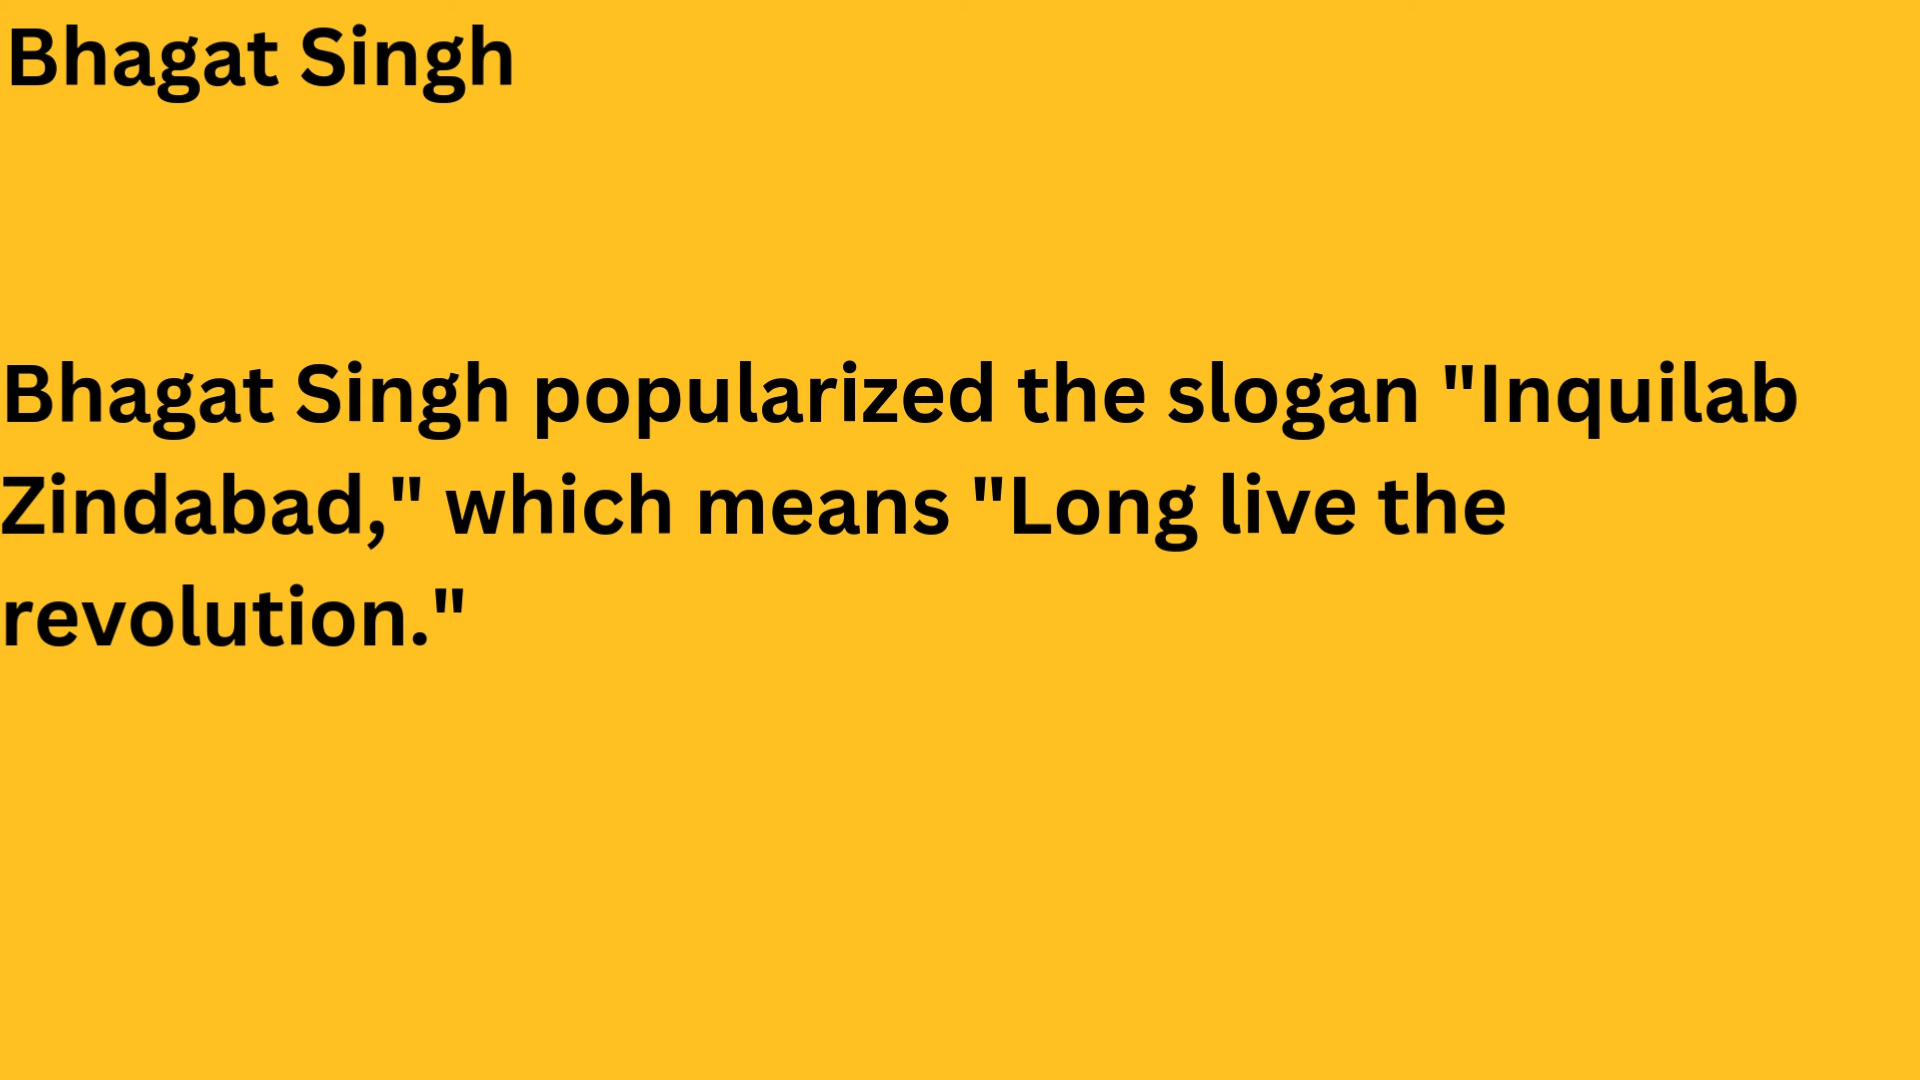 Bhagat Singh
Bhagat Singh popularized the slogan "Inquilab
Zindabad," which means "Long live the
revolution."